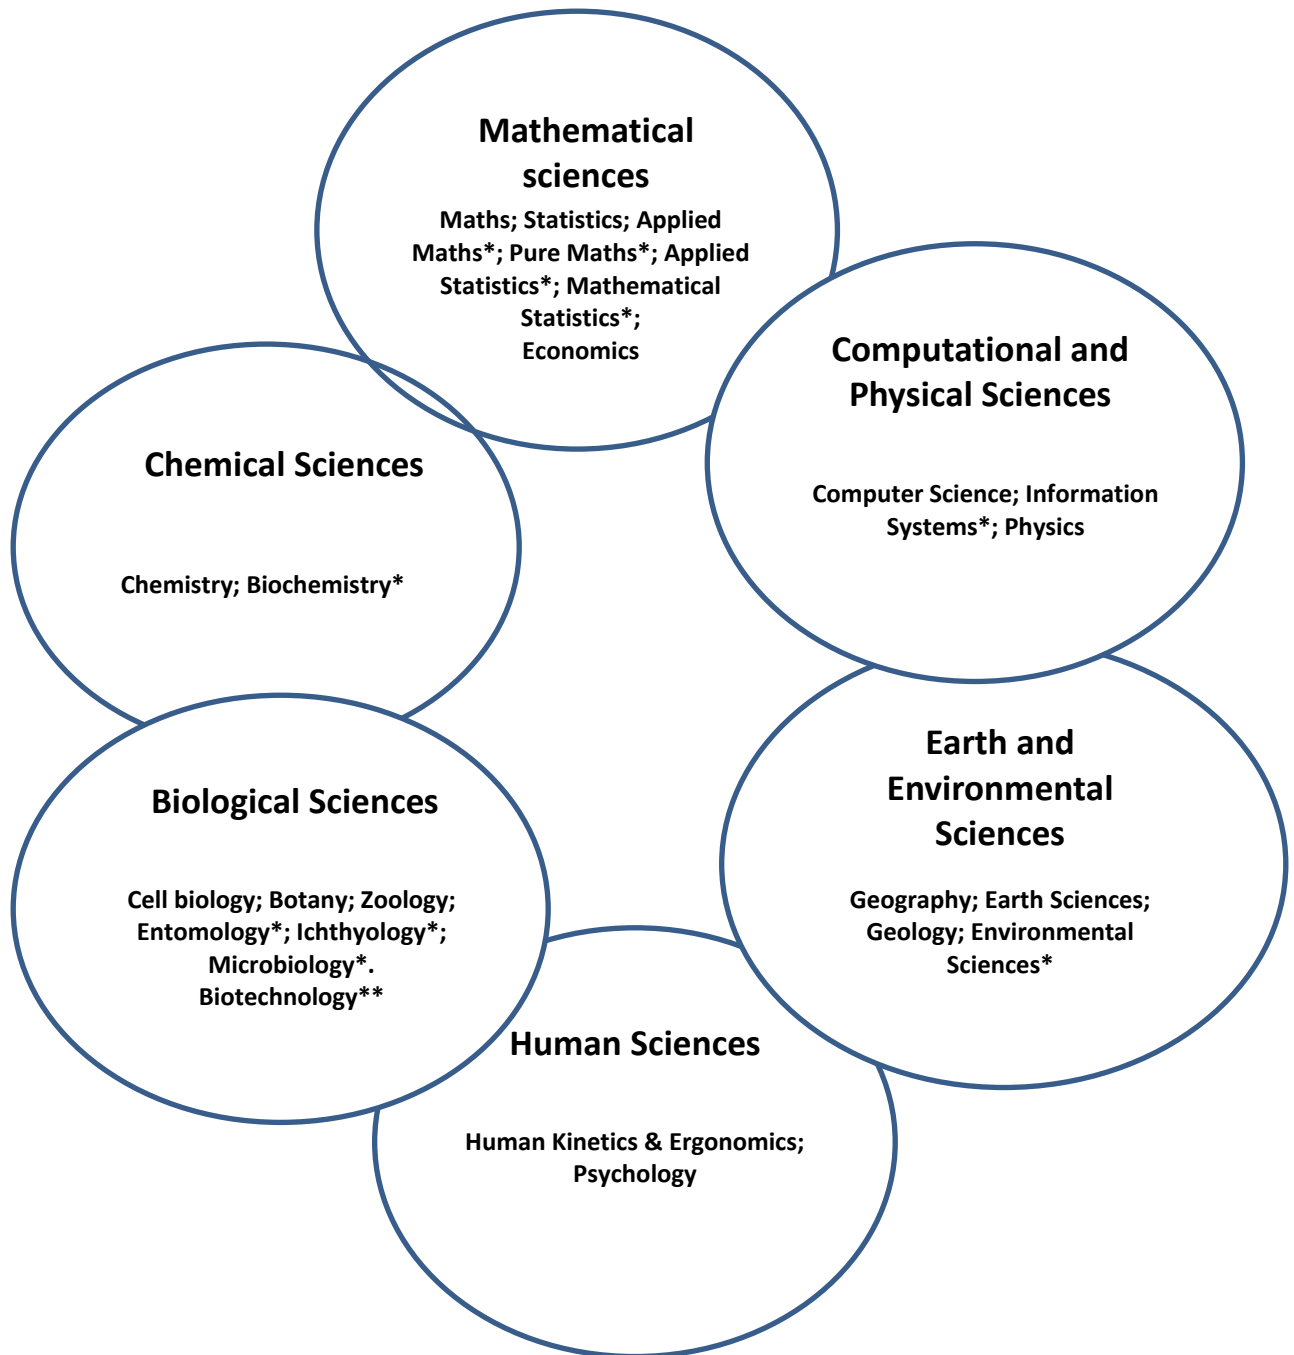 Mathematical
sciences
Maths; Statistics; Applied
Maths*; Pure Maths*; Applied
Statistics*; Mathematical
Statistics*;
Economics
Computational and
Physical Sciences
Computer Science; Information
Systems*; Physics
Chemical Sciences
Chemistry; Biochemistry*
Earth and
Environmental
Sciences
Geography; Earth Sciences;
Geology; Environmental
Sciences*
Biological Sciences
Cell biology; Botany; Zoology;
Entomology*; Ichthyology*;
Microbiology*.
Biotechnology**
Human Sciences
Human Kinetics & Ergonomics;
Psychology